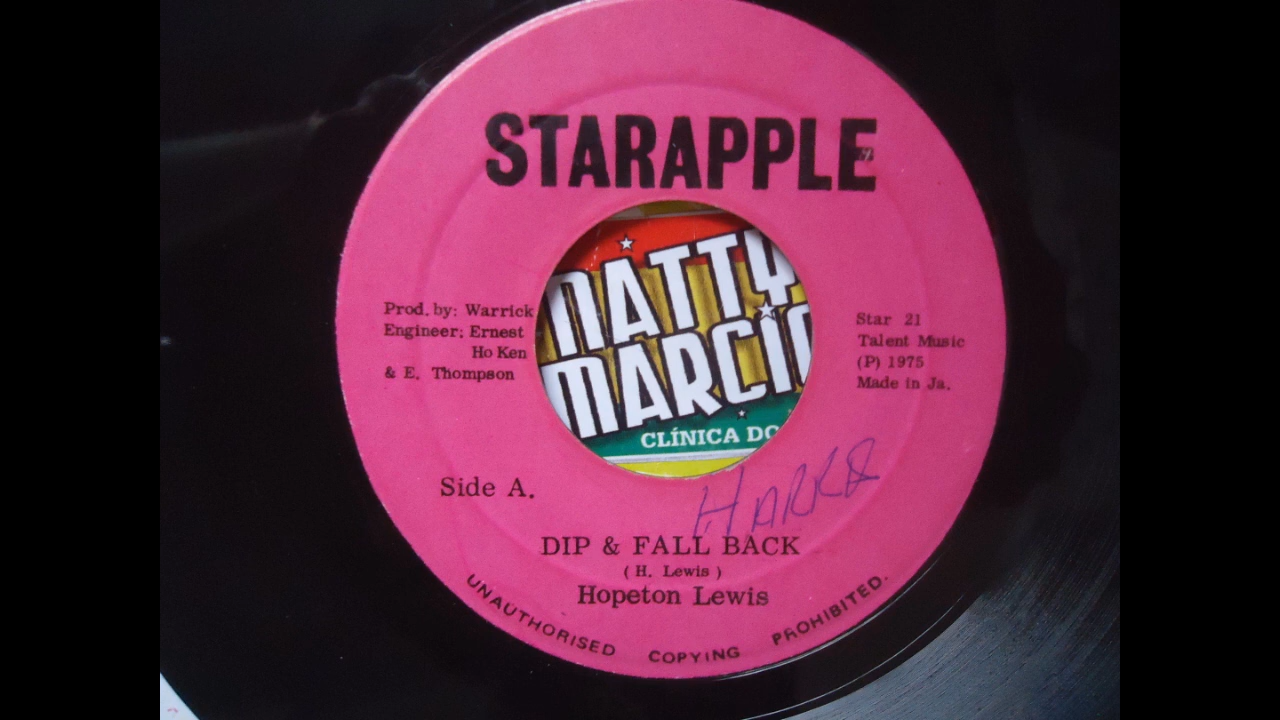 STARAPPLE
NATTY
MARCIO
CLÍNICA DO
Prod. by: Warrick
Engineer: Ernest
Ho Ken
& E. Thompson
Star 21
Talent Music
(P) 1975
Made in Ja.
Side A.
DIP & FALL BACK
( H. Lewis )
Hopeton Lewis
UNAUTHORISED COPYING PROHIBITED.